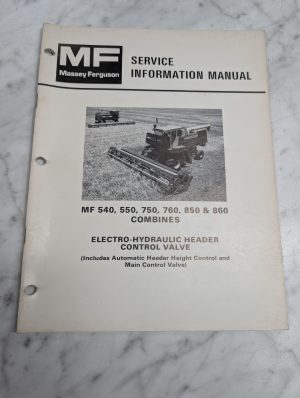 MF
Massey Ferguson
SERVICE
INFORMATION MANUAL
MF 540, 550, 750, 760, 850 & 860
COMBINES
ELECTRO-HYDRAULIC HEADER
CONTROL VALVE
(Includes Automatic Header Height Control and
Main Control Valve)